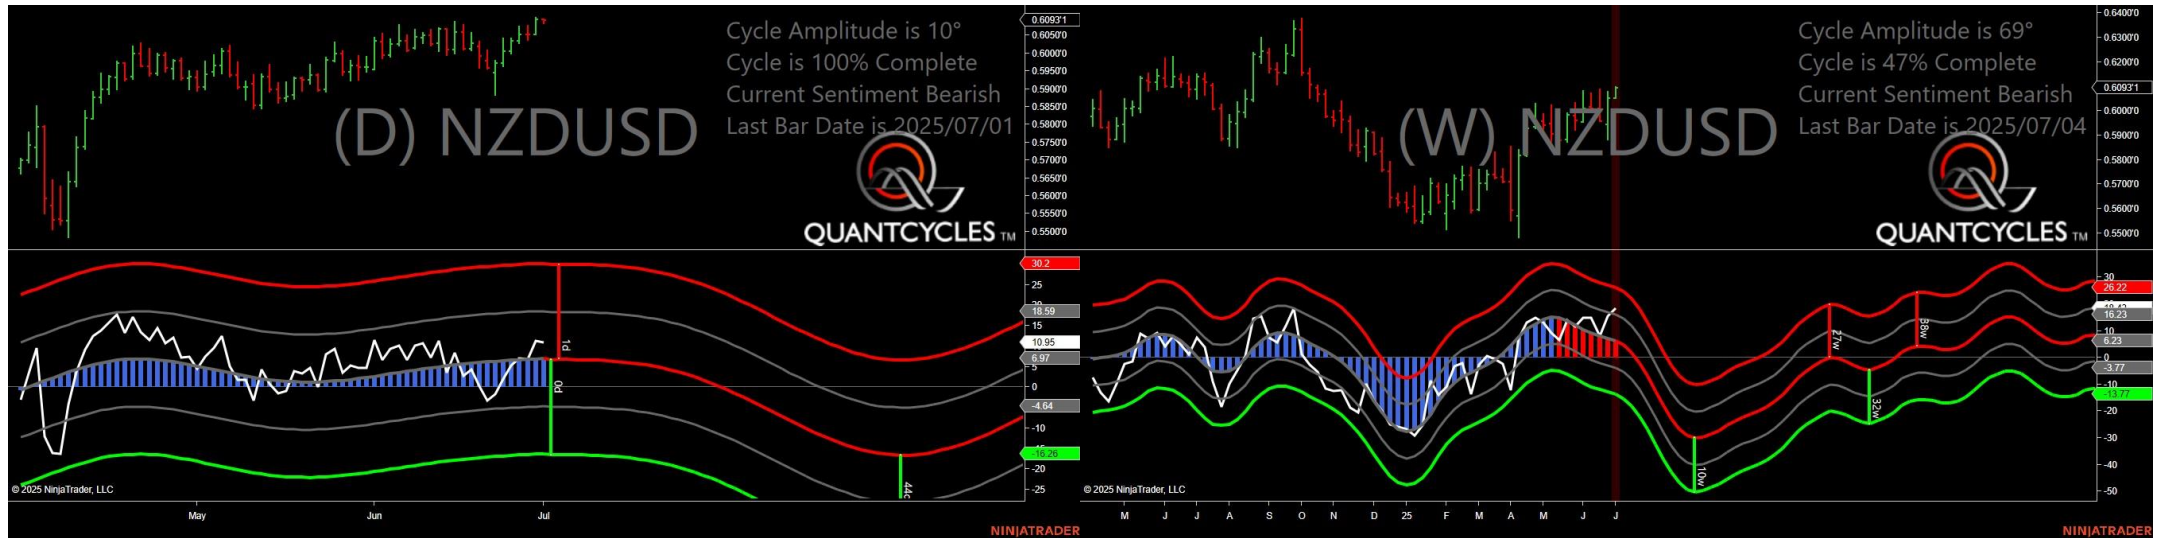 Cycle Amplitude is 10°
Cycle is 100% Complete
Current Sentiment Bearish
Last Bar Date is 2025/07/01
(D) NZDUSD
QUANTCYCLES TM
0.6093'1
0.6050'0
0.6000'0
0.5950'0
0.5900'0
0.5850'0
0.5800'0
0.5750'0
0.5700'0
0.5650'0
0.5600'0
0.5550'0
0.5500'0
30.2
25
18.59
15
10.95
6.97
5
0
-4.64
-10
-16.26
-20
-25
1d
0d
© 2025 NinjaTrader, LLC
May
Jun
Jul
NINJATRADER
Cycle Amplitude is 69°
Cycle is 47% Complete
Current Sentiment Bearish
Last Bar Date is 2025/07/04
(W) NZDUSD
QUANTCYCLES TM
0.6400'0
0.6300'0
0.6200'0
0.6093'1
0.6000'0
0.5900'0
0.5800'0
0.5700'0
0.5600'0
0.5500'0
30
26.22
16.23
10
6.23
0
-3.77
-10
-13.77
-20
-30
-40
-50
10w
27w
32w
38w
© 2025 NinjaTrader, LLC
M
J
J
A
S
O
N
D
25
F
M
A
M
J
J
NINJATRADER